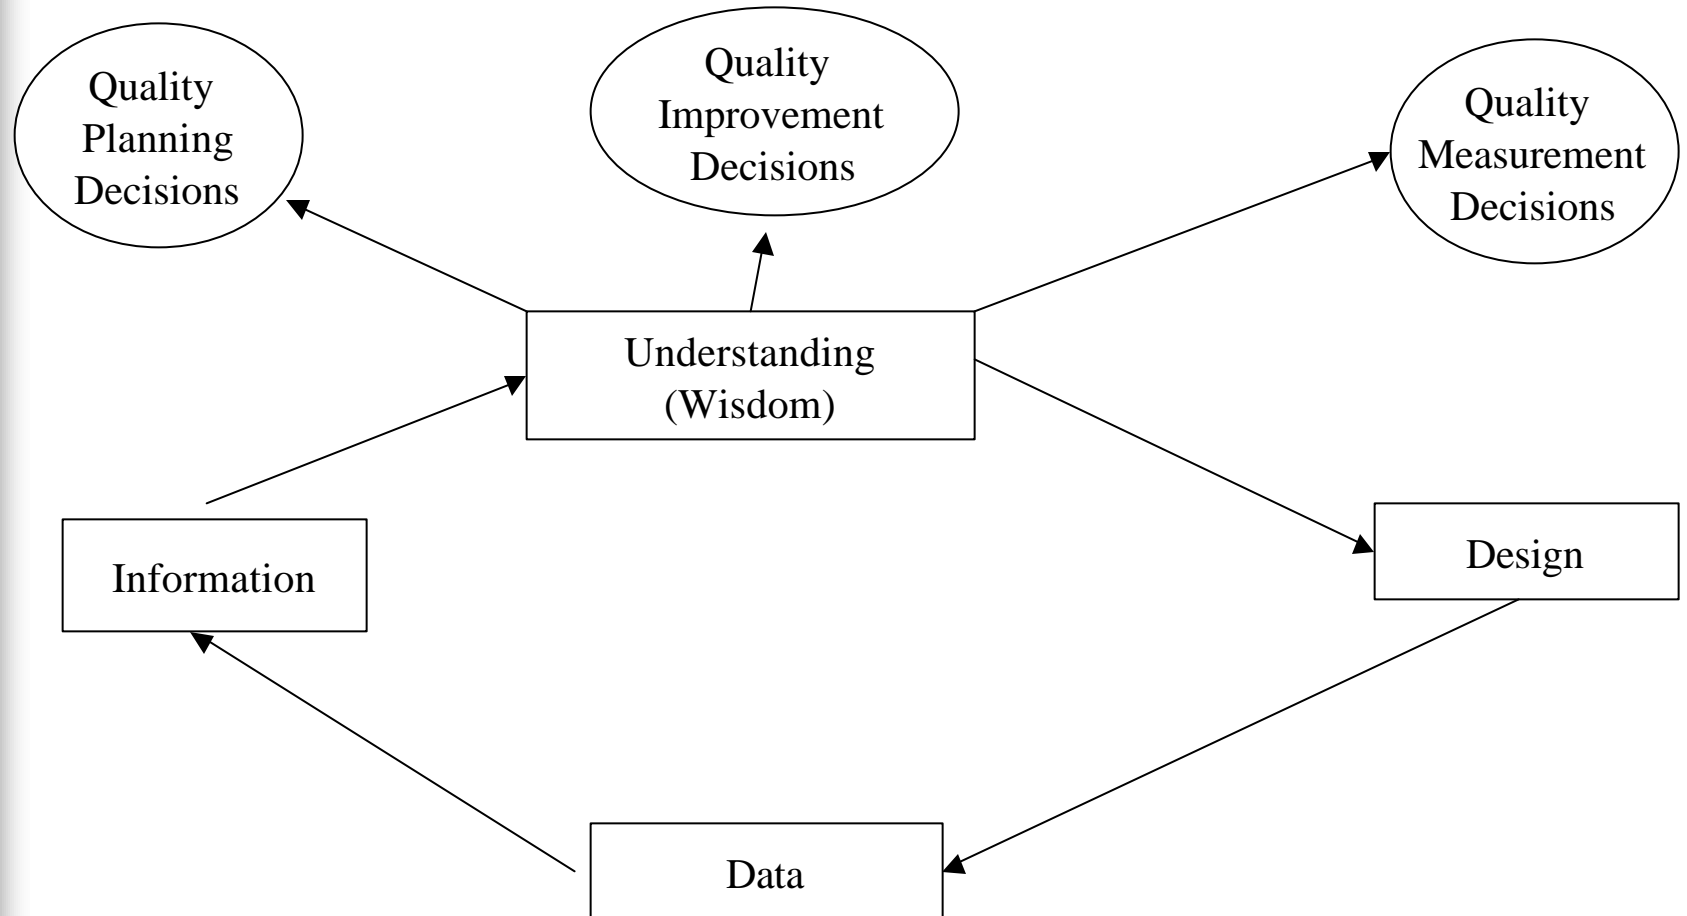 Quality
Planning
Decisions
Quality
Improvement
Decisions
Quality
Measurement
Decisions
Understanding
(Wisdom)
Information
Design
Data